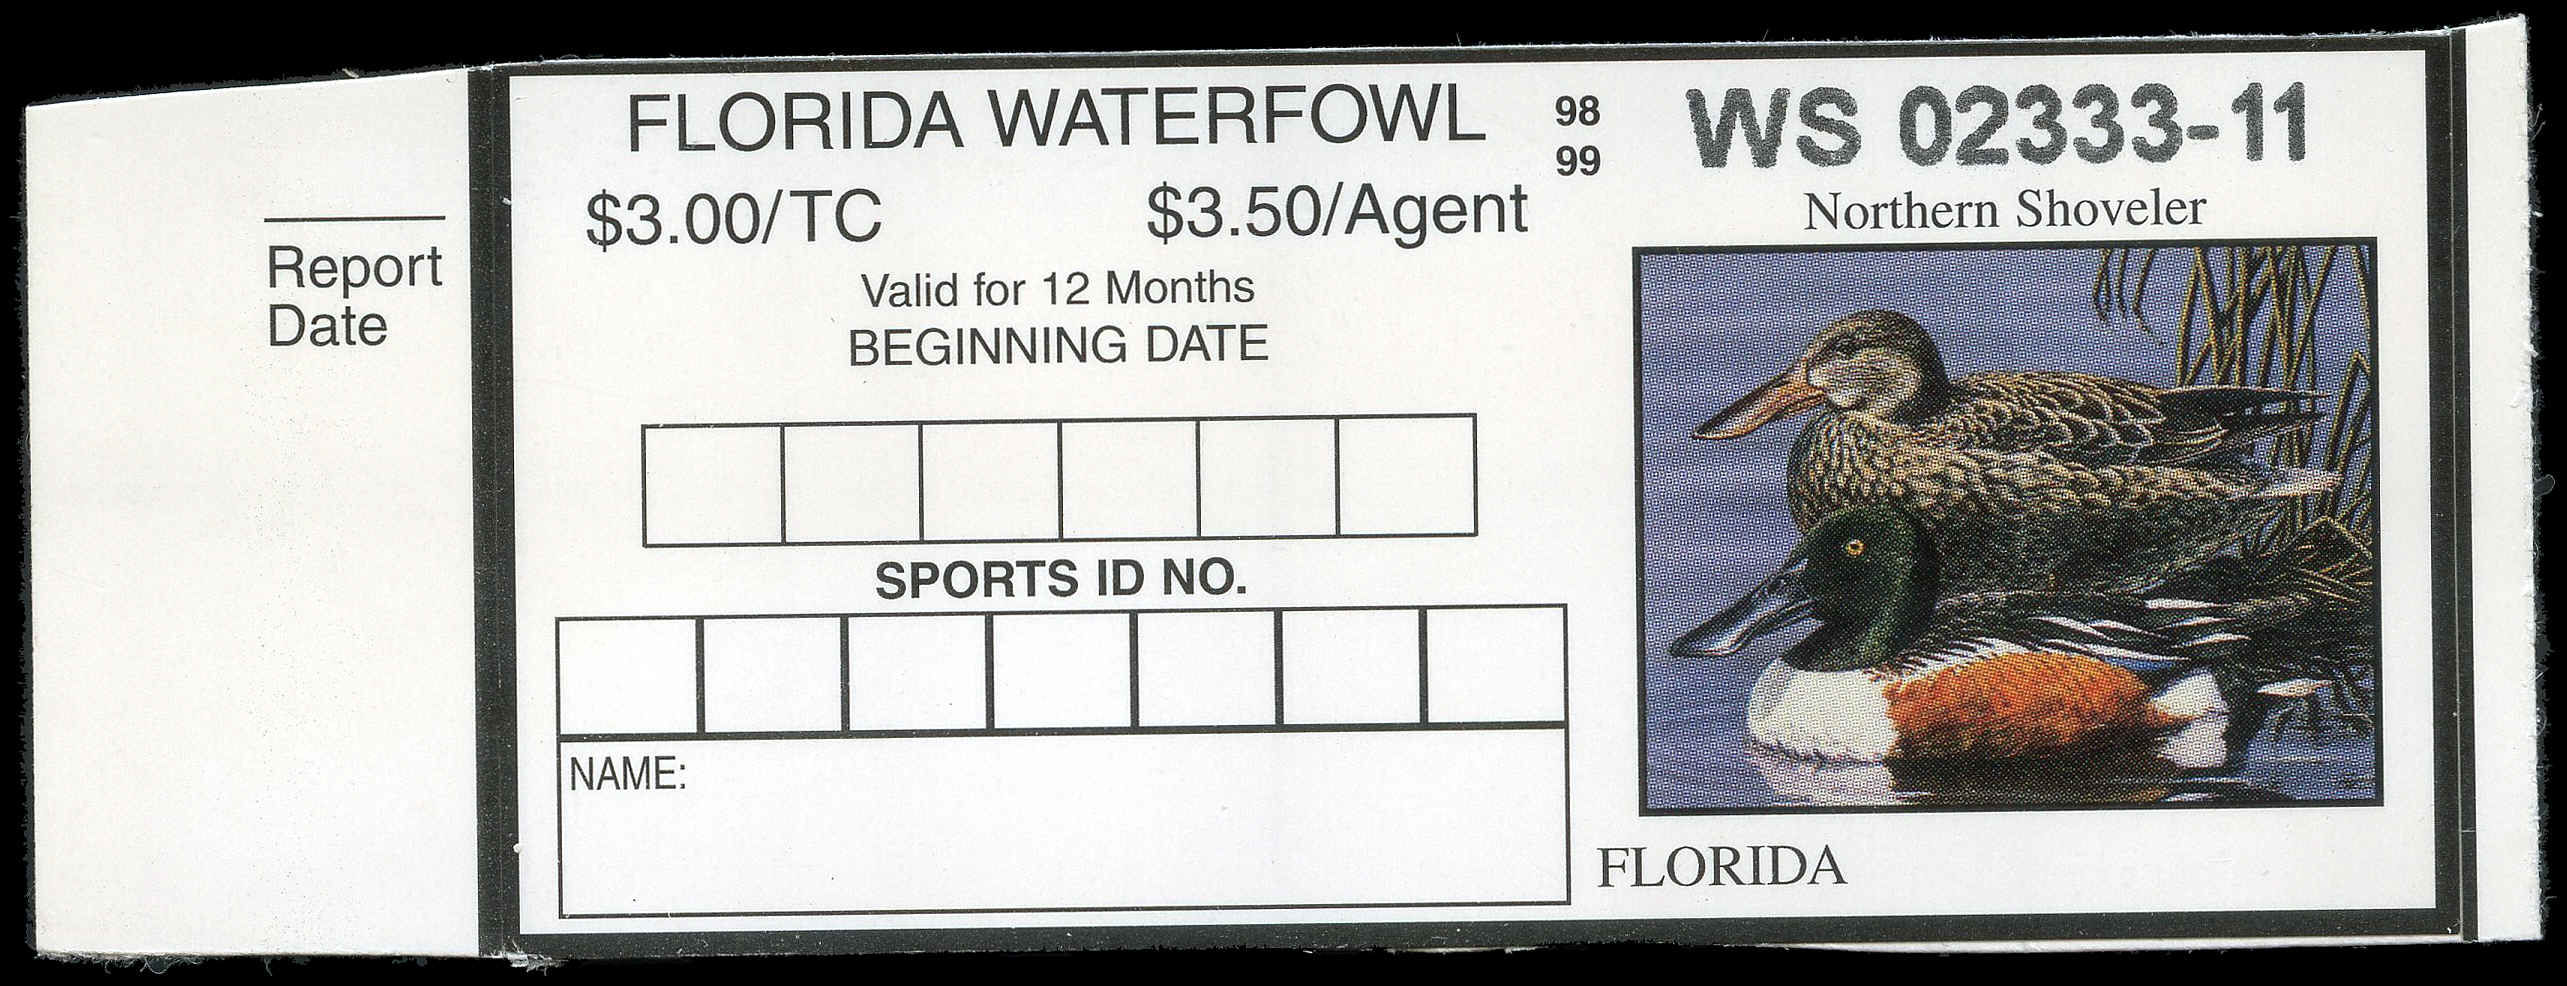 Report
Date
FLORIDA WATERFOWL
98
99
$3.00/TC $3.50/Agent
Valid for 12 Months
BEGINNING DATE
SPORTS ID NO.
NAME:
WS 02333-11
Northern Shoveler
FLORIDA